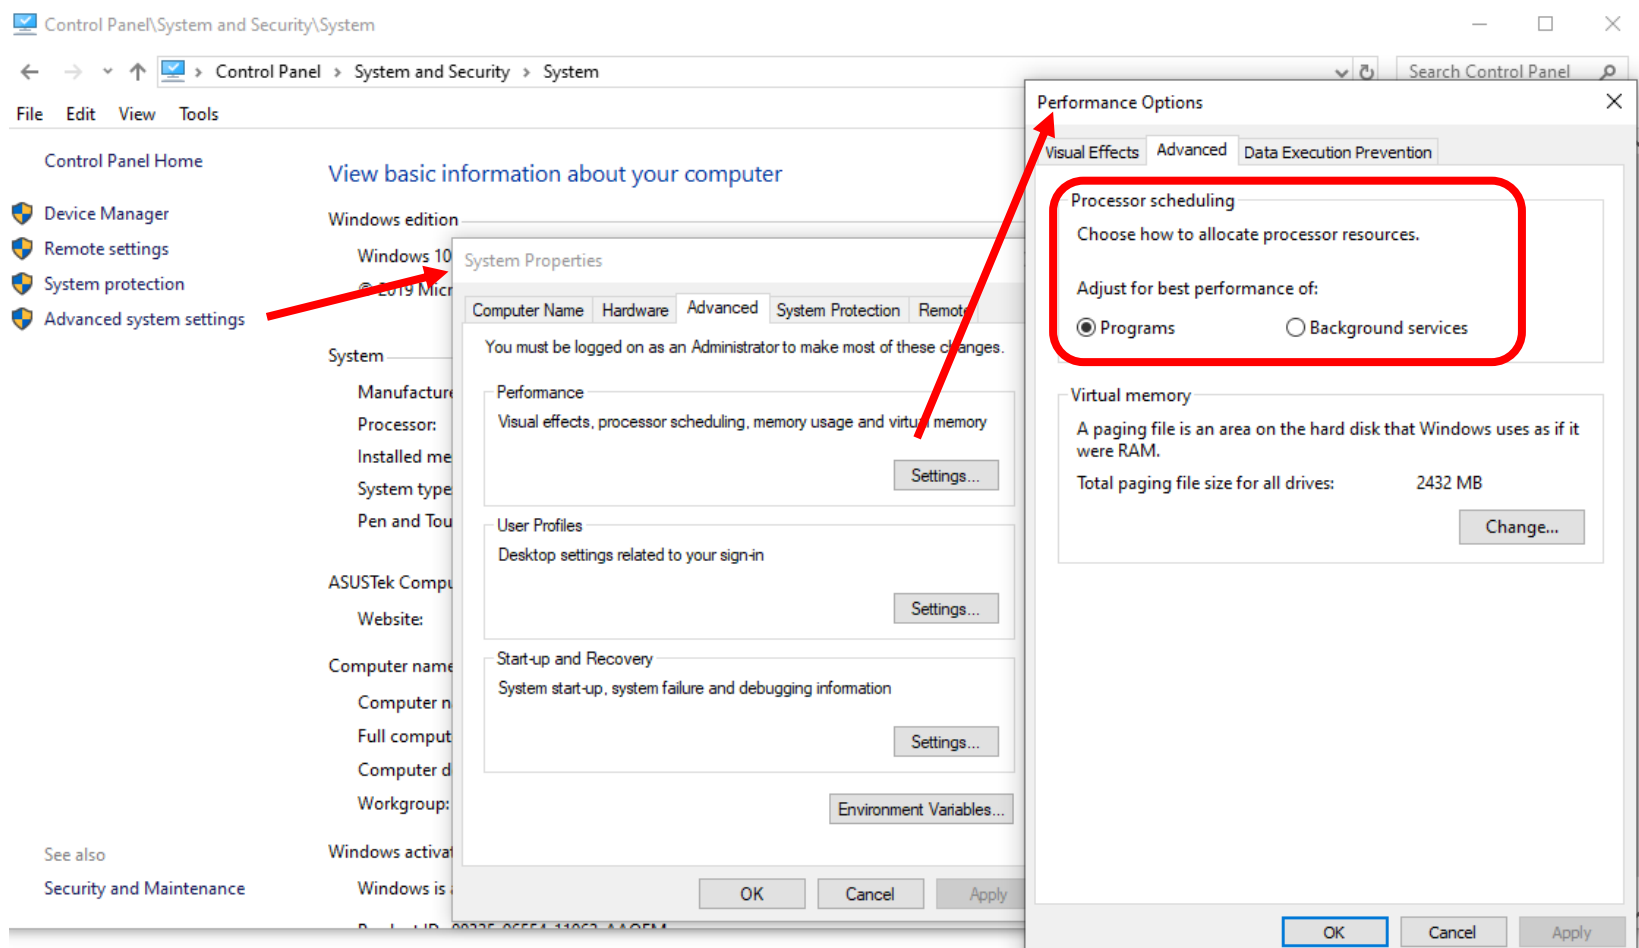 Control Panel\System and Security\System
Control Panel > System and Security > System
Search Control Panel
File Edit View Tools
Control Panel Home
Device Manager
Remote settings
System protection
Advanced system settings
See also
Security and Maintenance
View basic information about your computer
Windows edition
Windows 10
© 2019 Micr
System
Manufacture
Processor:
Installed me
System type
Pen and Tou
ASUSTek Compu
Website:
Computer name
Computer n
Full comput
Computer d
Workgroup:
Windows activat
Windows is
System Properties
Computer Name Hardware Advanced System Protection Remote
You must be logged on as an Administrator to make most of these changes.
Performance
Visual effects, processor scheduling, memory usage and virtual memory
Settings...
User Profiles
Desktop settings related to your sign-in
Settings...
Start-up and Recovery
System start-up, system failure and debugging information
Settings...
Environment Variables...
OK Cancel Apply
Performance Options
Visual Effects Advanced Data Execution Prevention
Processor scheduling
Choose how to allocate processor resources.
Adjust for best performance of:
Programs Background services
Virtual memory
A paging file is an area on the hard disk that Windows uses as if it
were RAM.
Total paging file size for all drives: 2432 MB
Change...
OK Cancel Apply